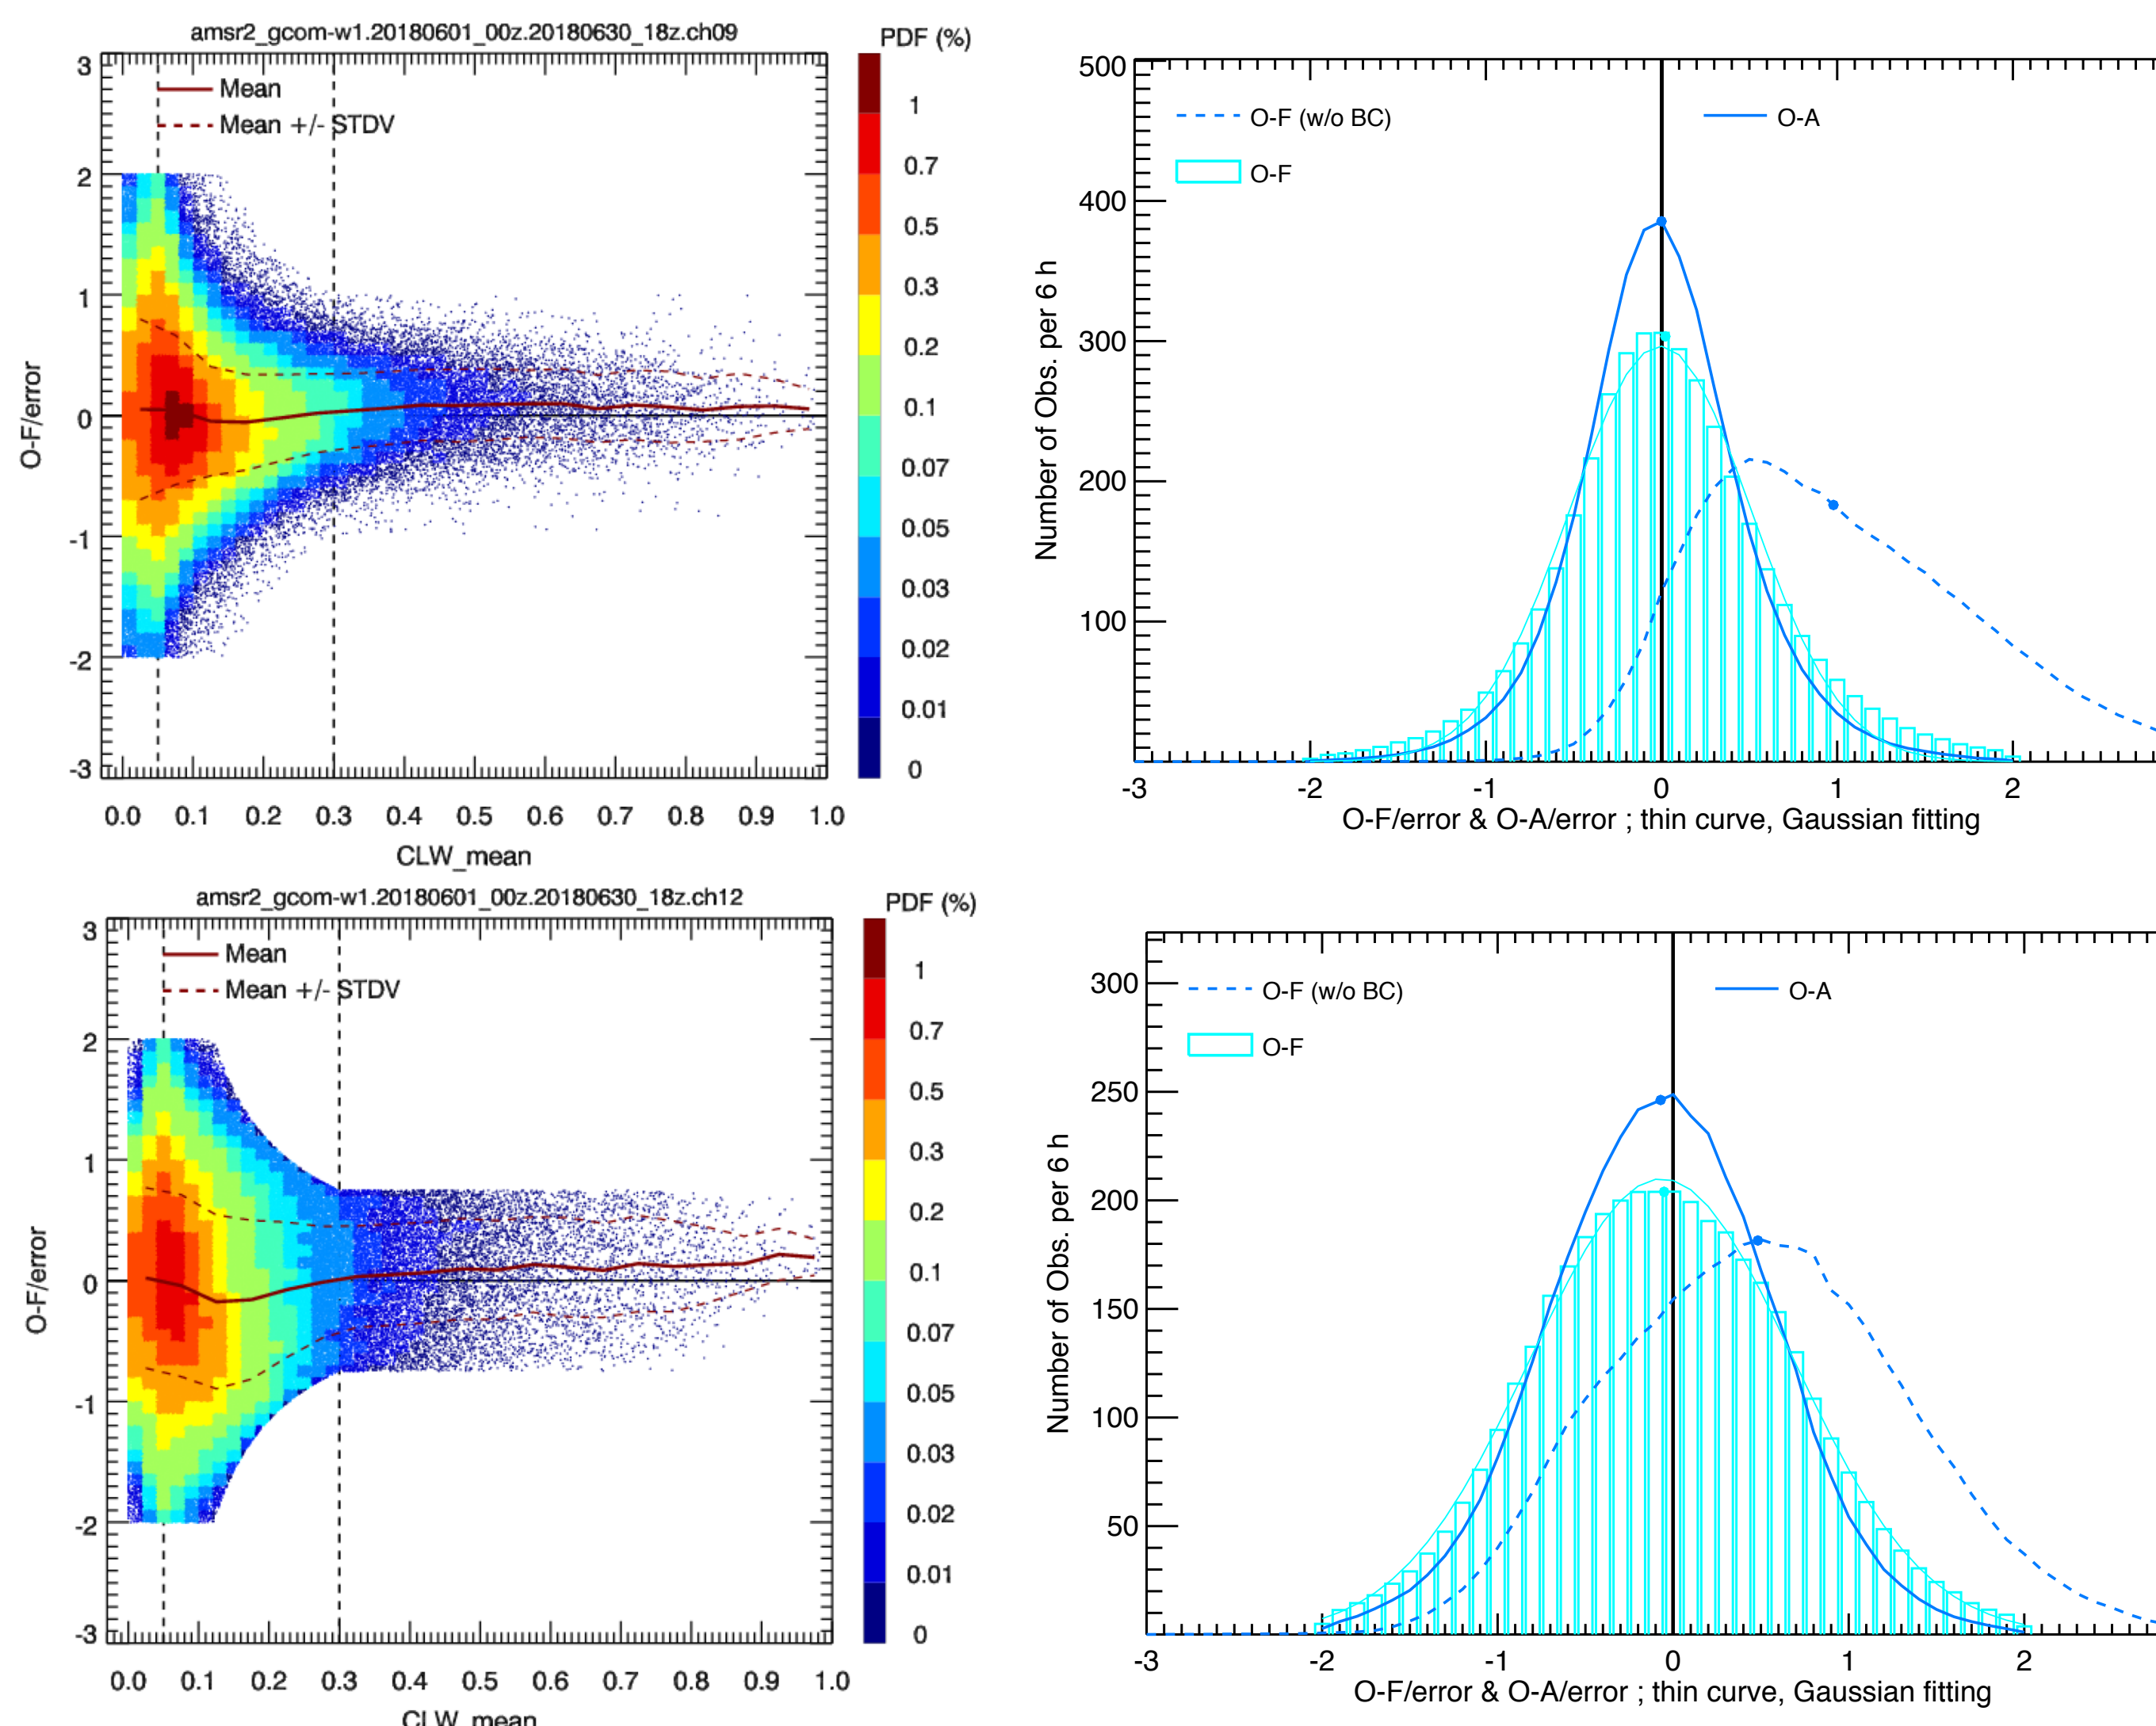 amsr2_gcom-w1.20180601_00z.20180630_18z.ch09
PDF (%)
Mean
Mean +/- STDV
3
2
1
0
-1
-2
-3
O-F/error
0.0 0.1 0.2 0.3 0.4 0.5 0.6 0.7 0.8 0.9 1.0
CLW_mean
1
0.7
0.5
0.3
0.2
0.1
0.07
0.05
0.03
0.02
0.01
0
O-F (w/o BC)
O-A
O-F
500
400
300
200
100
Number of Obs. per 6 h
-3 -2 -1 0 1 2
O-F/error & O-A/error ; thin curve, Gaussian fitting
amsr2_gcom-w1.20180601_00z.20180630_18z.ch12
PDF (%)
Mean
Mean +/- STDV
3
2
1
0
-1
-2
-3
O-F/error
0.0 0.1 0.2 0.3 0.4 0.5 0.6 0.7 0.8 0.9 1.0
CLW_mean
1
0.7
0.5
0.3
0.2
0.1
0.07
0.05
0.03
0.02
0.01
0
O-F (w/o BC)
O-A
O-F
300
250
200
150
100
50
Number of Obs. per 6 h
-3 -2 -1 0 1 2
O-F/error & O-A/error ; thin curve, Gaussian fitting